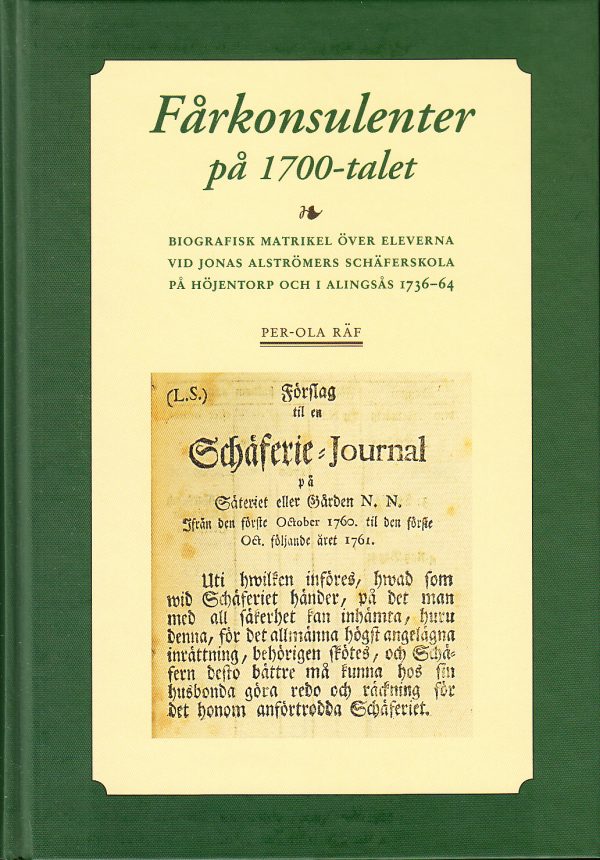 Fårkonsulenter
på 1700-talet
BIOGRAFISK MATRIKEL ÖVER ELEVERNA
VID JONAS ALSTRÖMERS SCHÄFERSKOLA
PÅ HÖJENTORP OCH I ALINGSÅS 1736–64
PER-OLA RÄF
(L.S.) Förslag
til en
Schäferie-Journal
på
Säteriet eller Gården N. N.
Ifrån den förste October 1760. til den förste
Oct. följande året 1761.
Uti hwilken införes, hwad som
wid Schäferiet händer, på det man
med all säkerhet kan inhämta, huru
denna, för det allmänna högst angelägna
inrättning, behörigen skötes, och Schä-
fern desto bättre må kunna hos sin
husbonda göra redo och räckning för
det honom anförtrodda Schäferiet.